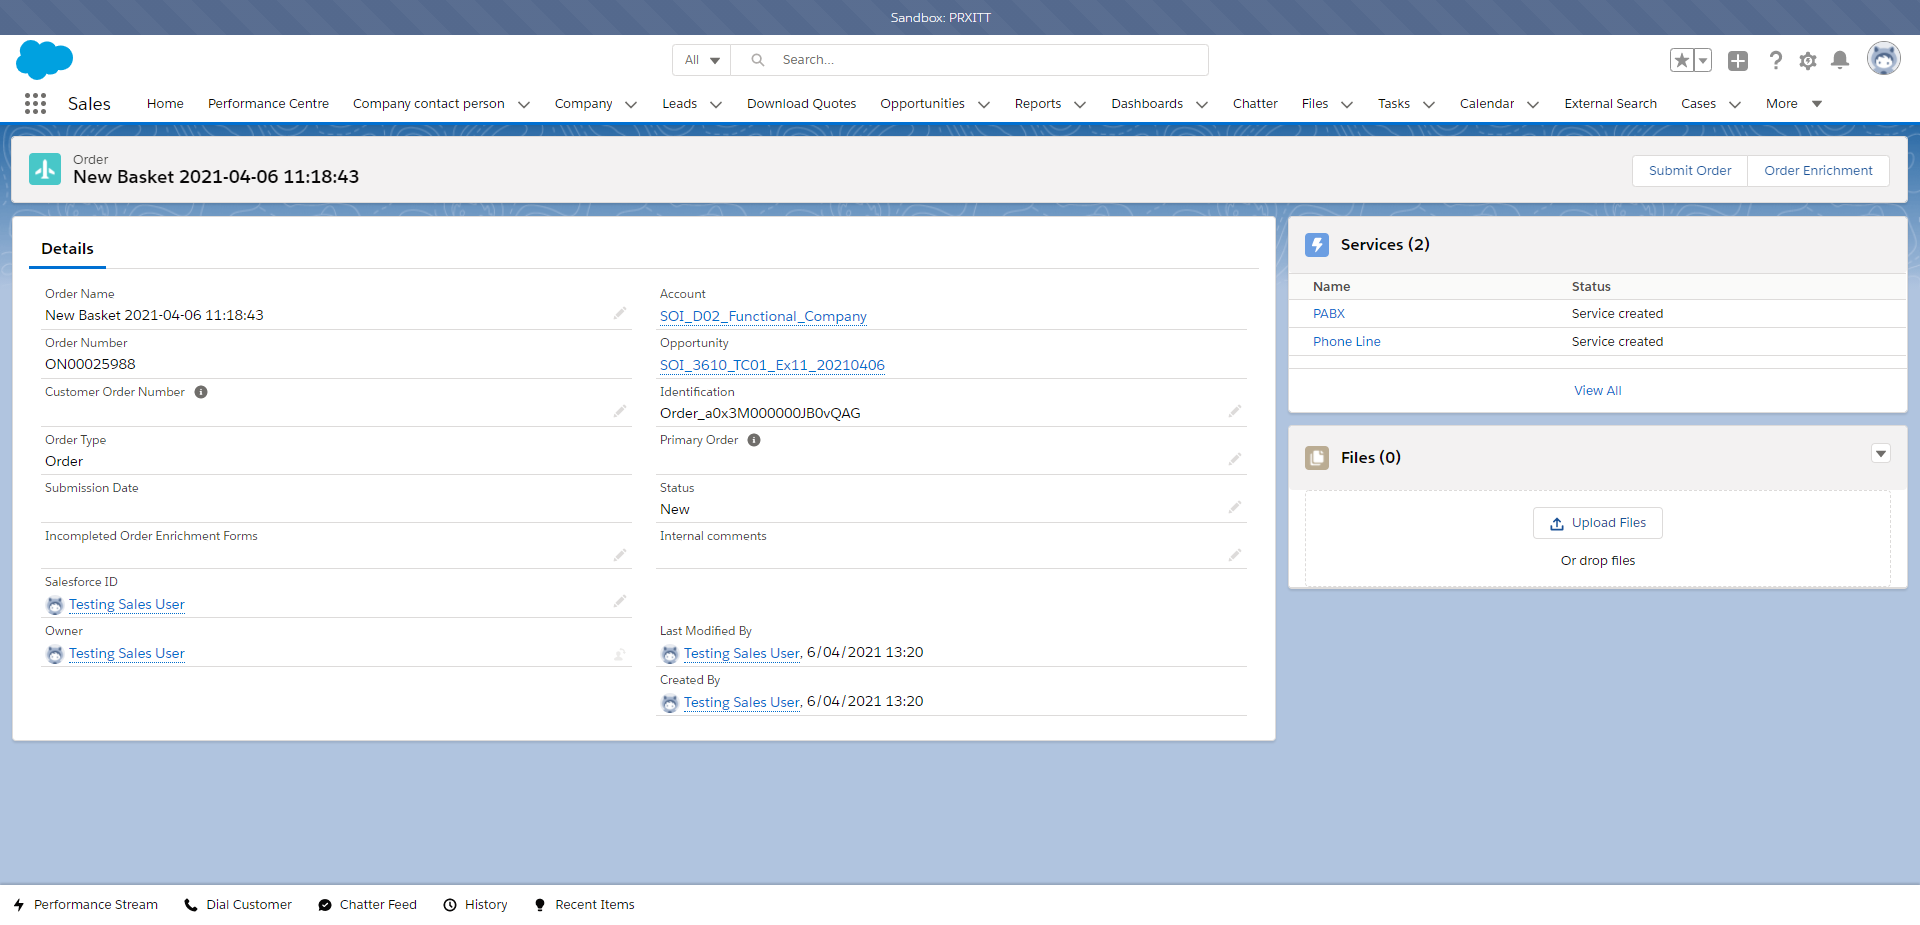 Sandbox: PRXITT
All
Search...
Sales
Home
Performance Centre
Company contact person
Company
Leads
Download Quotes
Opportunities
Reports
Dashboards
Chatter
Files
Tasks
Calendar
External Search
Cases
More
Order
New Basket 2021-04-06 11:18:43
Submit Order
Order Enrichment
Details
Order Name
New Basket 2021-04-06 11:18:43
Account
SOI_D02_Functional_Company
Order Number
ON00025988
Opportunity
SOI_3610_TC01_Ex11_20210406
Customer Order Number
Identification
Order_a0x3M000000JB0vQAG
Order Type
Order
Primary Order
Submission Date
Status
New
Incompleted Order Enrichment Forms
Internal comments
Salesforce ID
Testing Sales User
Owner
Testing Sales User
Last Modified By
Testing Sales User, 6/04/2021 13:20
Created By
Testing Sales User, 6/04/2021 13:20
Services (2)
Name Status
PABX Service created
Phone Line Service created
View All
Files (0)
Upload Files
Or drop files
Performance Stream
Dial Customer
Chatter Feed
History
Recent Items